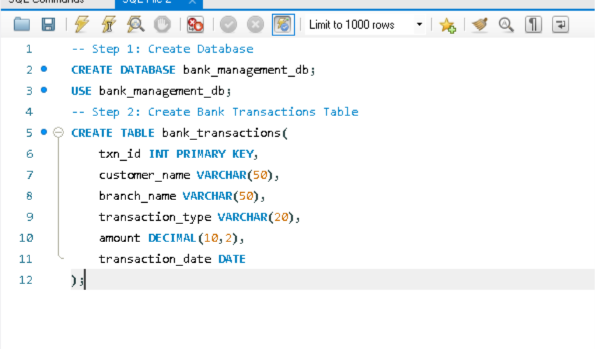 SQL Commands SQL File 2
Limit to 1000 rows
1 -- Step 1: Create Database
2 CREATE DATABASE bank_management_db;
3 USE bank_management_db;
4 -- Step 2: Create Bank Transactions Table
5 CREATE TABLE bank_transactions(
6 txn_id INT PRIMARY KEY,
7 customer_name VARCHAR(50),
8 branch_name VARCHAR(50),
9 transaction_type VARCHAR(20),
10 amount DECIMAL(10,2),
11 transaction_date DATE
12 );